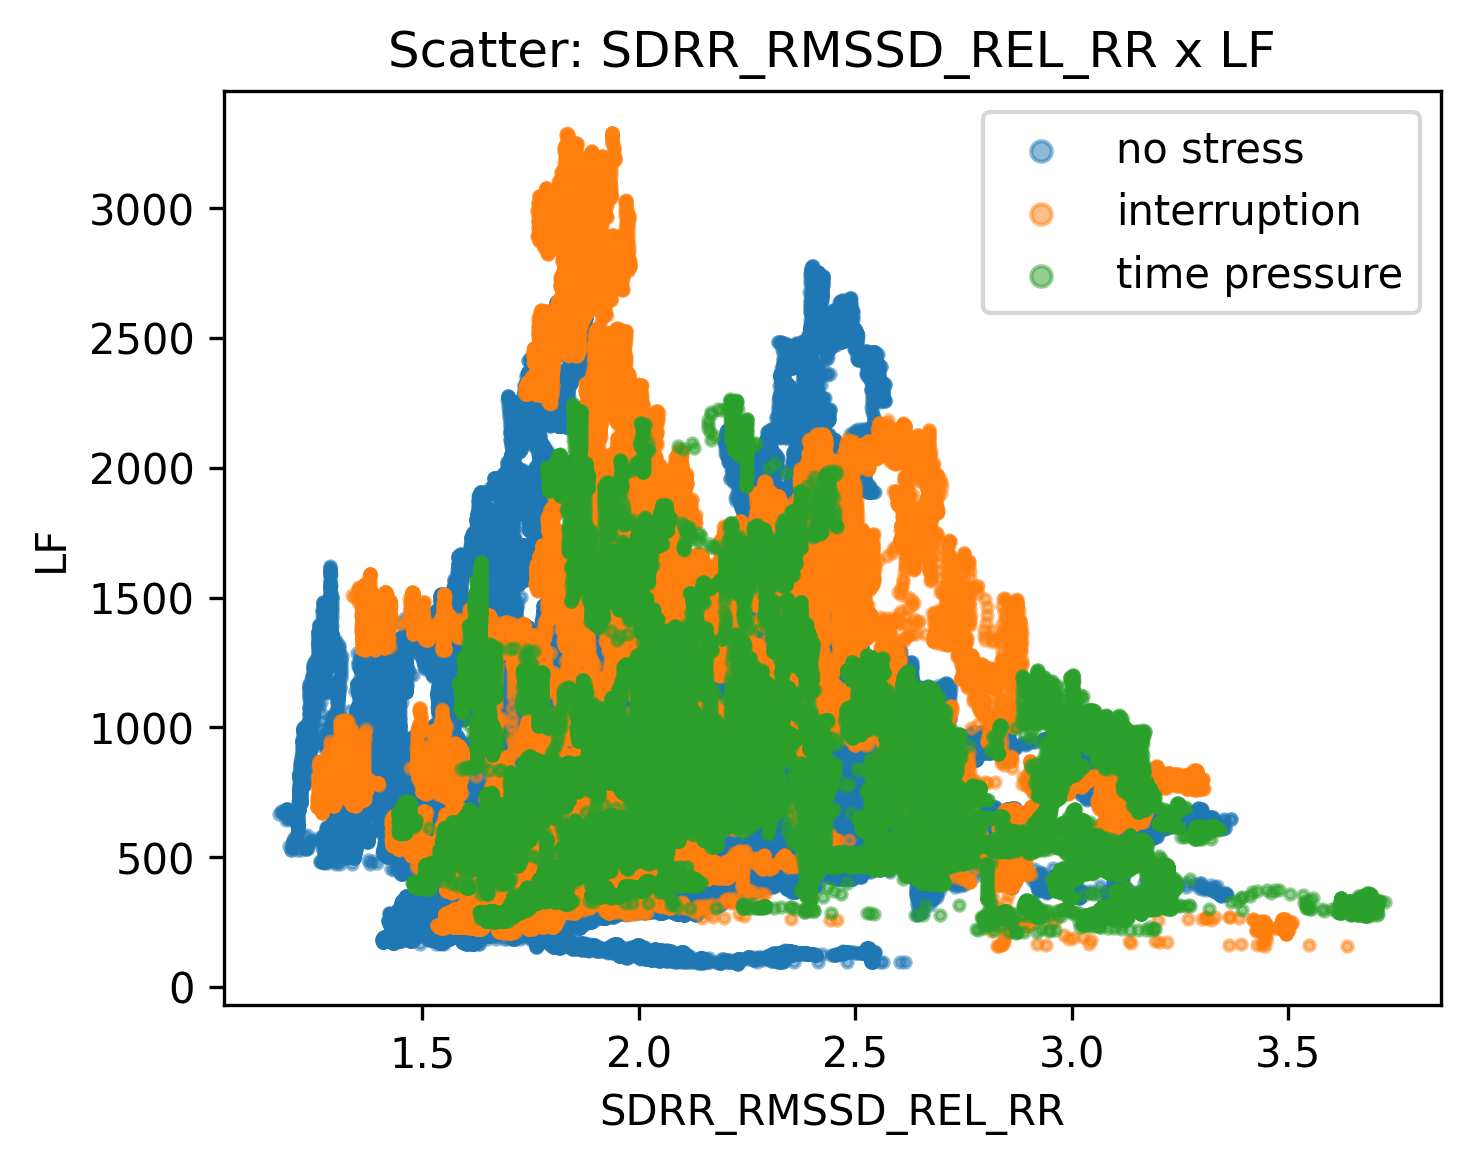 Scatter: SDRR_RMSSD_REL_RR x LF
no stress
interruption
time pressure
3000
2500
2000
1500
1000
500
0
LF
1.5 2.0 2.5 3.0 3.5
SDRR_RMSSD_REL_RR